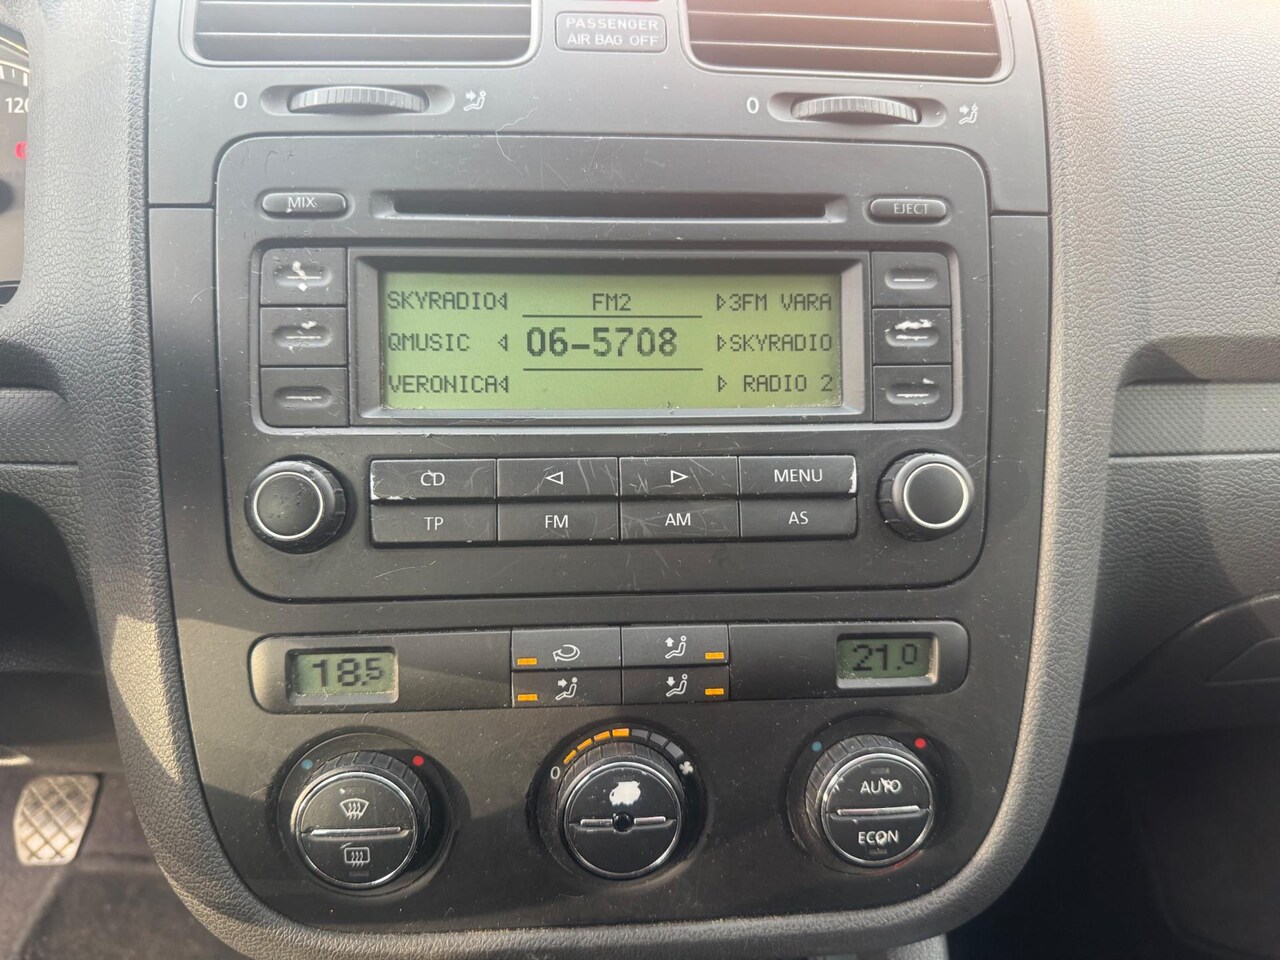 PASSENGER
AIR BAG OFF
120
0
0
MIX
EJECT
SKYRADIO FM2 3FM VARA
QMUSIC 06-5708 SKYRADIO
VERONICA RADIO 2
CD MENU
TP FM AM AS
18.5 21.0
0
AUTO
ECON